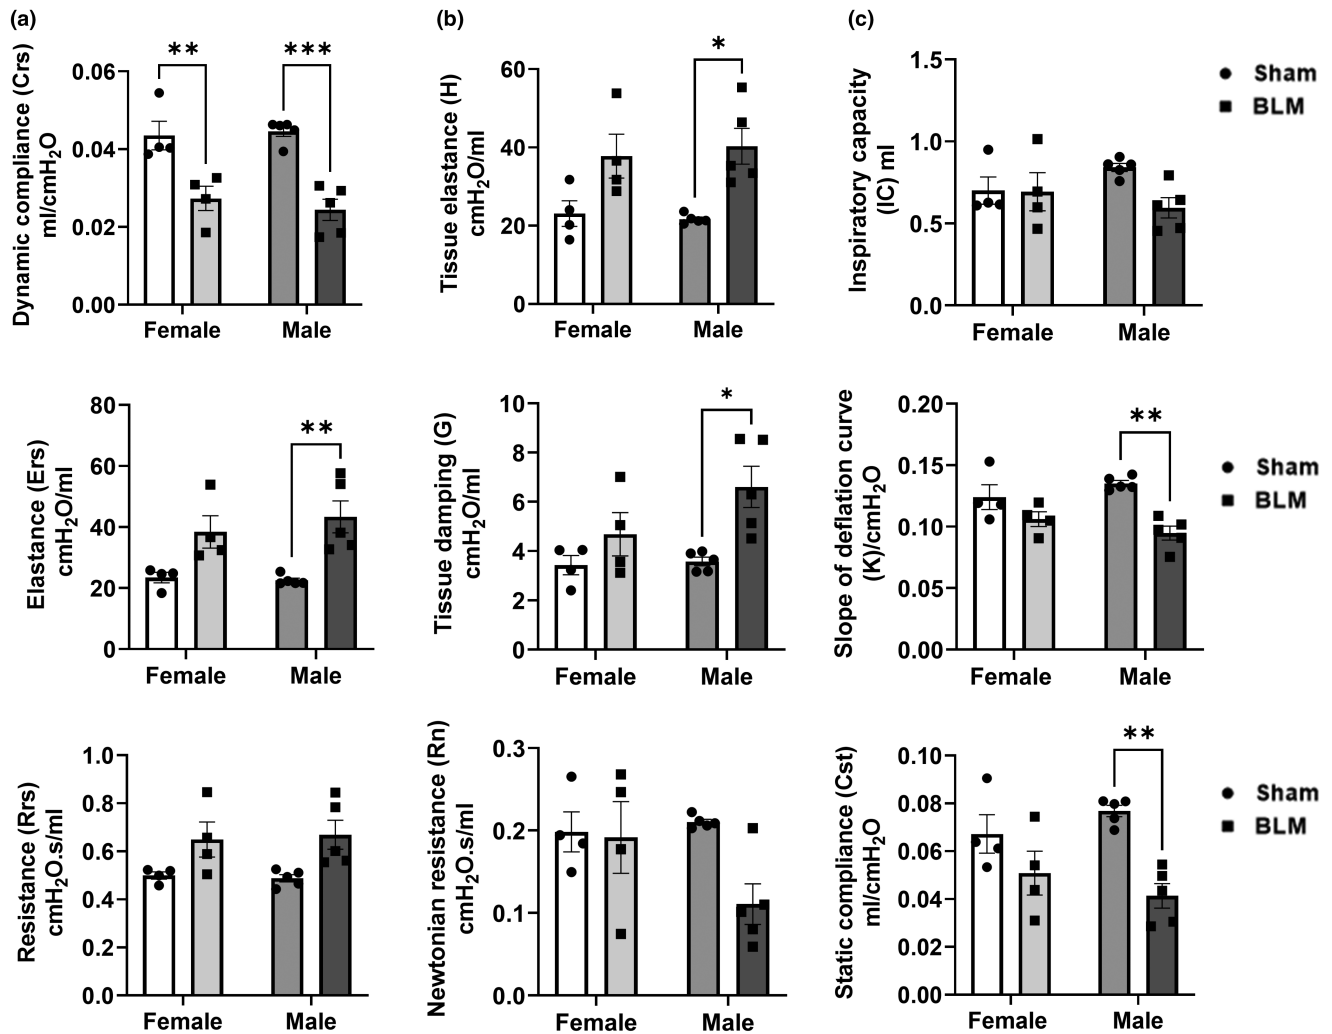 (a)
Dynamic compliance (Crs)
ml/cmH2O
0.06
0.04
0.02
0.00
**
***
Female
Male
(b)
Tissue elastance (H)
cmH2O/ml
60
40
20
0
*
Female
Male
(c)
Inspiratory capacity
(IC) ml
1.5
1.0
0.5
0.0
Female
Male
Sham
BLM
Elastance (Ers)
cmH2O/ml
80
60
40
20
0
**
Female
Male
Tissue damping (G)
cmH2O/ml
10
8
6
4
2
0
*
Female
Male
Slope of deflation curve
(K)/cmH2O
0.20
0.15
0.10
0.05
0.00
**
Female
Male
Sham
BLM
Resistance (Rrs)
cmH2O.s/ml
1.0
0.8
0.6
0.4
0.2
0.0
Female
Male
Newtonian resistance (Rn)
cmH2O.s/ml
0.3
0.2
0.1
0.0
Female
Male
Static compliance (Cst)
ml/cmH2O
0.10
0.08
0.06
0.04
0.02
0.00
**
Female
Male
Sham
BLM